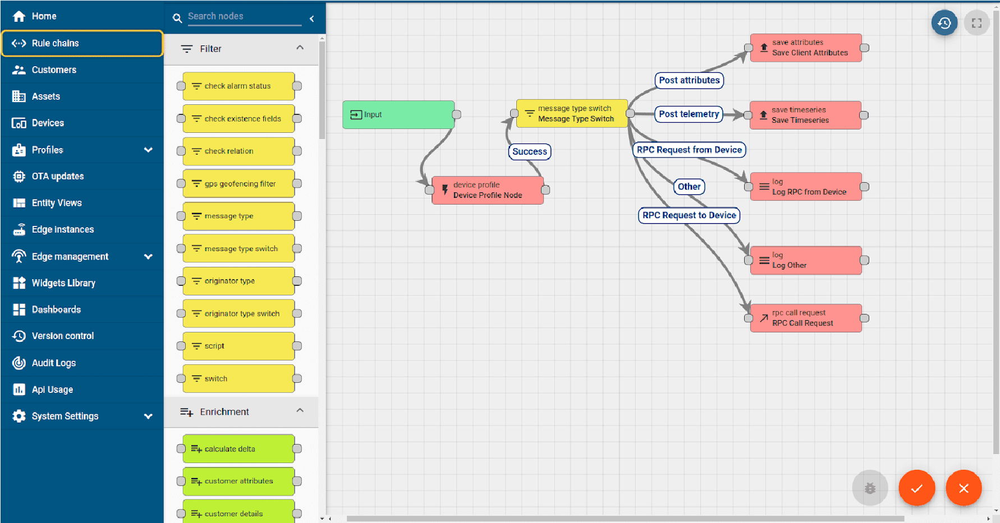 Home
Rule chains
Customers
Assets
Devices
Profiles
OTA updates
Entity Views
Edge instances
Edge management
Widgets Library
Dashboards
Version control
Audit Logs
Api Usage
System Settings
Search nodes
Filter
check alarm status
check existence fields
check relation
gps geofencing filter
message type
message type switch
originator type
originator type switch
script
switch
Enrichment
calculate delta
customer attributes
customer details
Input
device profile
Device Profile Node
Success
message type switch
Message Type Switch
Post attributes
Post telemetry
RPC Request from Device
Other
RPC Request to Device
save attributes
Save Client Attributes
save timeseries
Save Timeseries
log
Log RPC from Device
log
Log Other
rpc call request
RPC Call Request